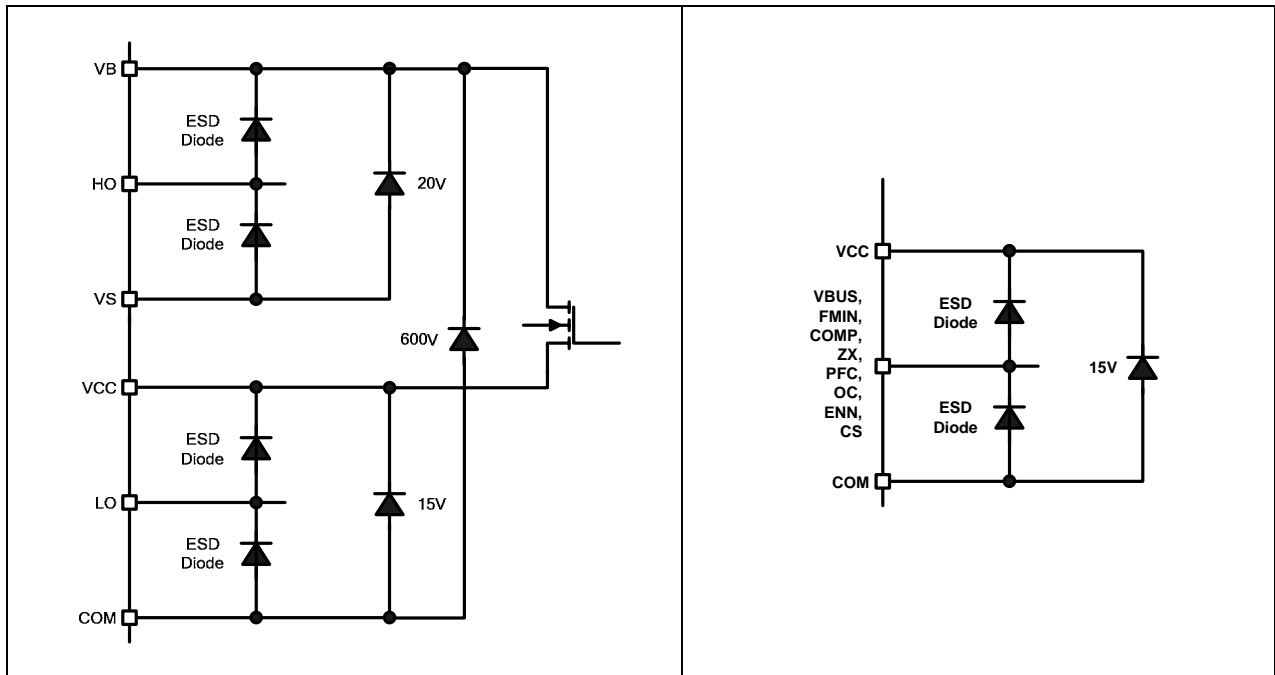 VB
ESD
Diode
HO
20V
ESD
Diode
VS
600V
VCC
ESD
Diode
LO
15V
ESD
Diode
COM
VCC
VBUS,
FMIN,
COMP,
ZX,
PFC,
OC,
ENN,
CS
ESD
Diode
15V
ESD
Diode
COM